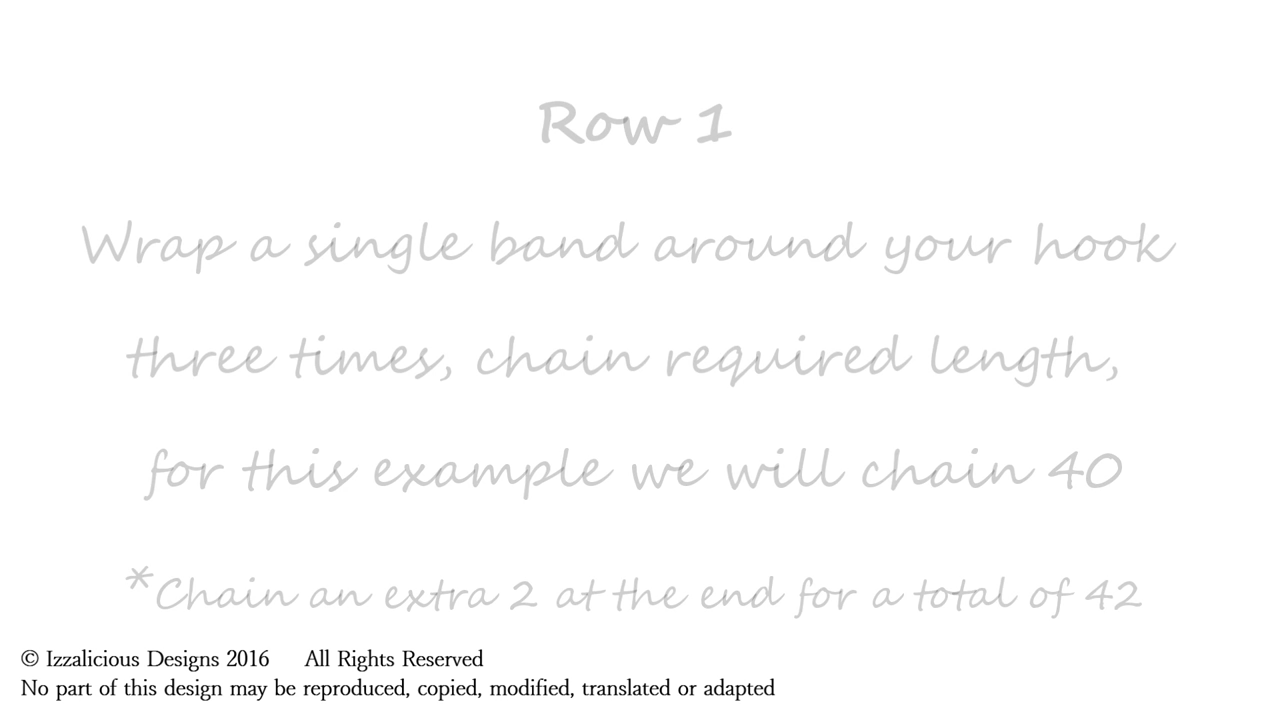 Row 1
Wrap a single band around your hook
three times, chain required length,
for this example we will chain 40
*Chain an extra 2 at the end for a total of 42
© Izzalicious Designs 2016 All Rights Reserved
No part of this design may be reproduced, copied, modified, translated or adapted